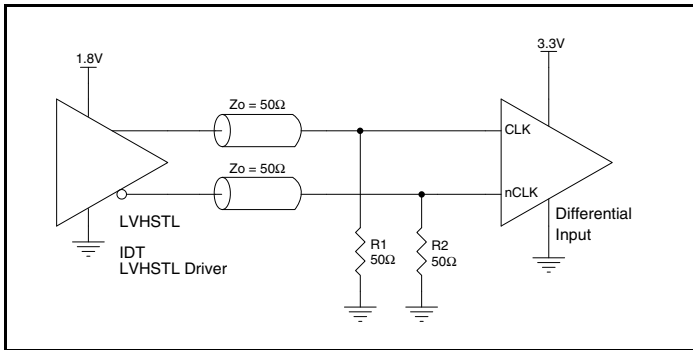 1.8V
3.3V
Zo = 50Ω
CLK
Zo = 50Ω
nCLK
LVHSTL
IDT
LVHSTL Driver
R1
50Ω
R2
50Ω
Differential
Input